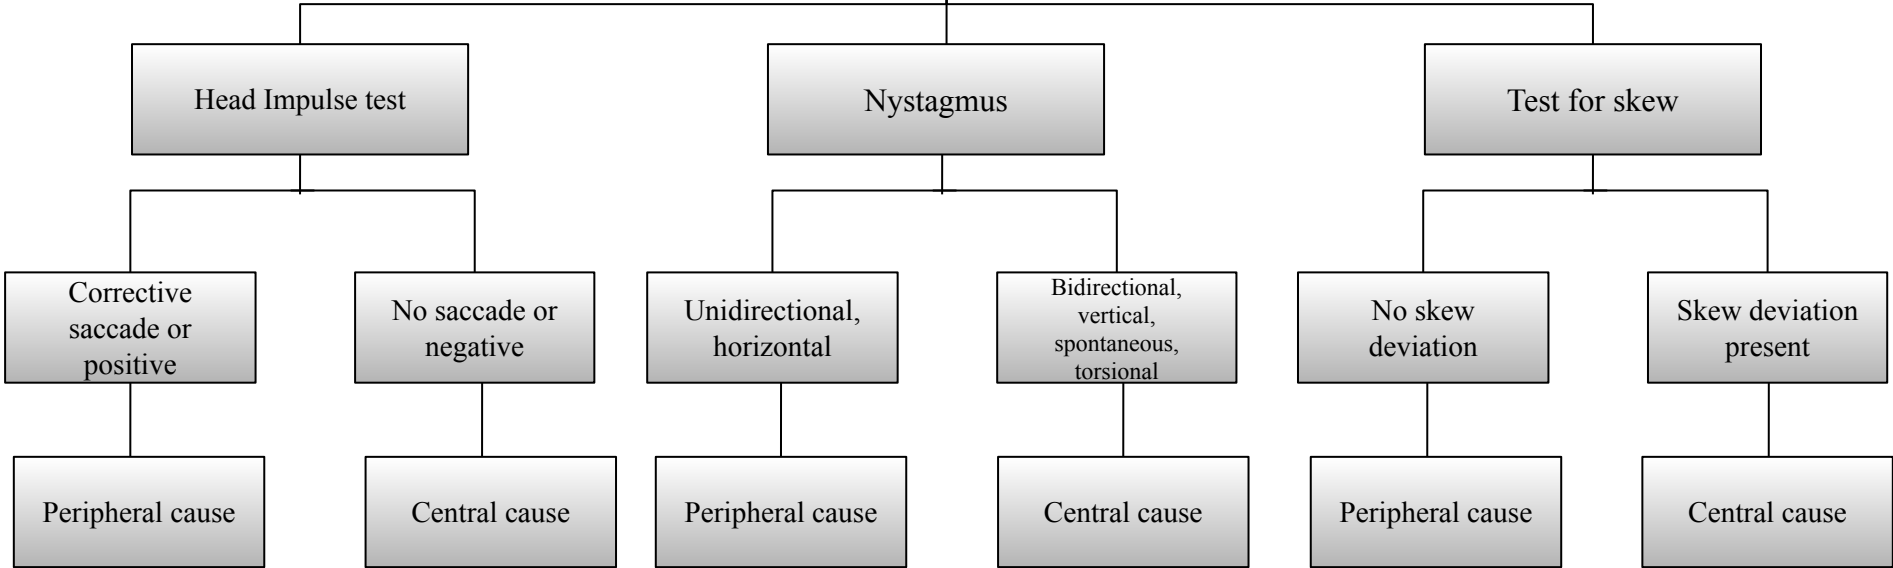 Head Impulse test
Nystagmus
Test for skew
Corrective
saccade or
positive
No saccade or
negative
Unidirectional,
horizontal
Bidirectional,
vertical,
spontaneous,
torsional
No skew
deviation
Skew deviation
present
Peripheral cause
Central cause
Peripheral cause
Central cause
Peripheral cause
Central cause